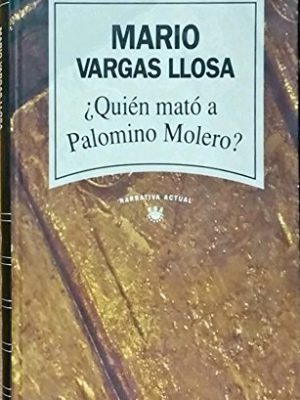 MARIO
VARGAS LLOSA
¿Quién mató a
Palomino Molero?
NARRATIVA ACTUAL